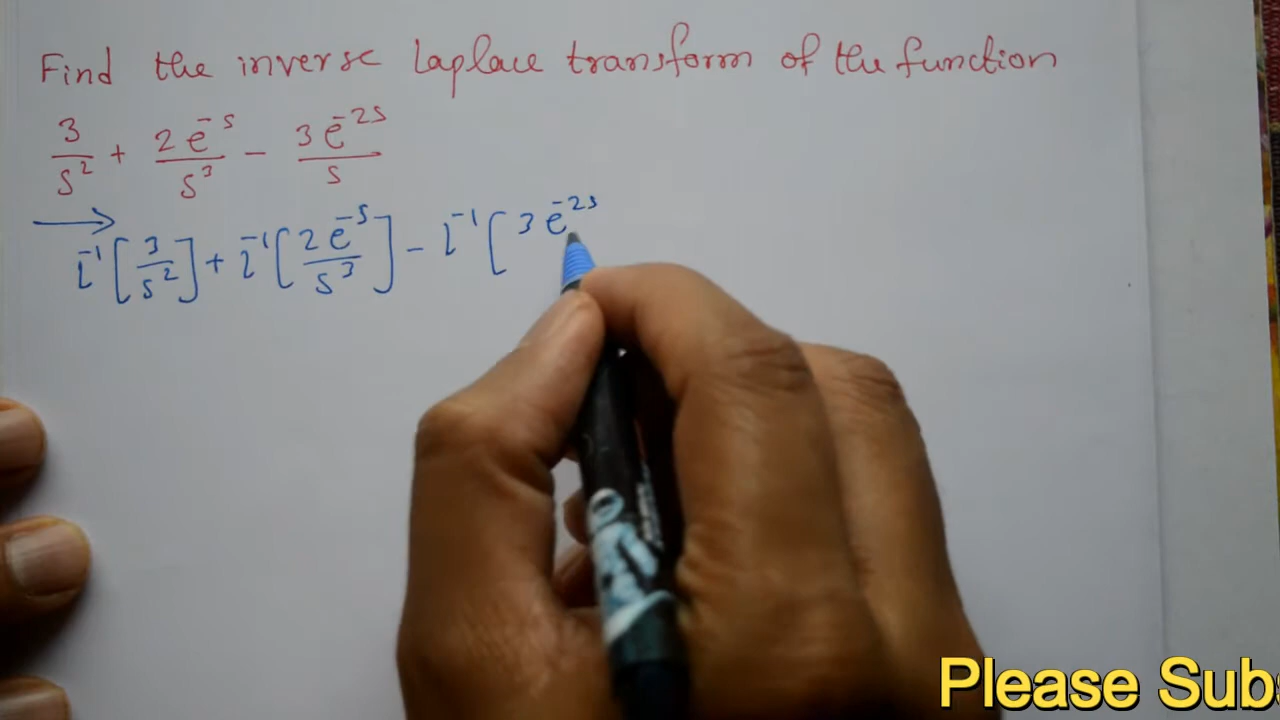 Find the inverse Laplace transform of the function
3/s² + 2e⁻ˢ/s³ - 3e⁻²ˢ/s
→ L⁻¹[3/s²] + L⁻¹[2e⁻ˢ/s³] - L⁻¹[3e⁻²ˢ
Please Subs